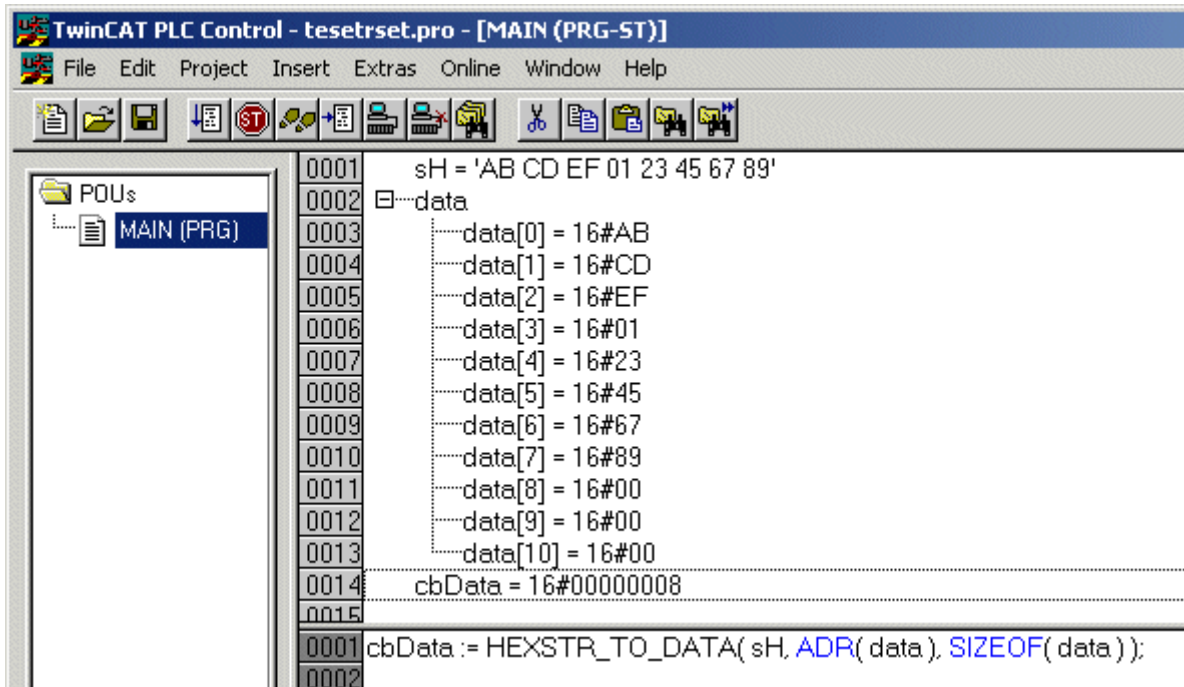 TwinCAT PLC Control - tesetrset.pro - [MAIN (PRG-ST)]
File Edit Project Insert Extras Online Window Help
ST
POUs
MAIN (PRG)
0001 sH = 'AB CD EF 01 23 45 67 89'
0002 data
0003 data[0] = 16#AB
0004 data[1] = 16#CD
0005 data[2] = 16#EF
0006 data[3] = 16#01
0007 data[4] = 16#23
0008 data[5] = 16#45
0009 data[6] = 16#67
0010 data[7] = 16#89
0011 data[8] = 16#00
0012 data[9] = 16#00
0013 data[10] = 16#00
0014 cbData = 16#00000008
0015
0001 cbData := HEXSTR_TO_DATA( sH, ADR( data ), SIZEOF( data ) );
0002